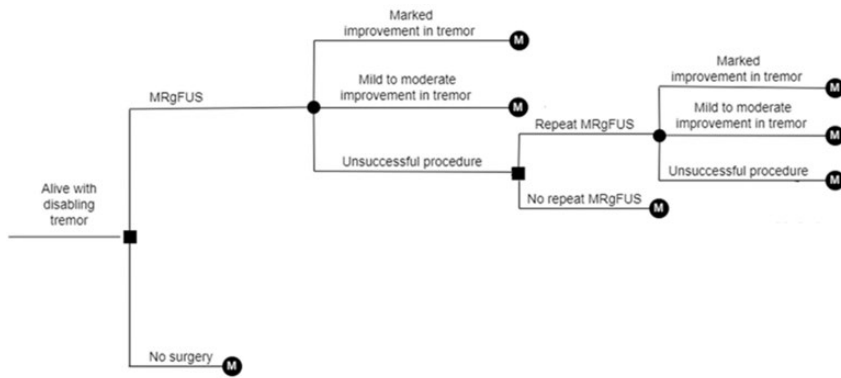 Marked
improvement in tremor
M
MRgFUS
Mild to moderate
improvement in tremor
M
Unsuccessful procedure
Repeat MRgFUS
Marked
improvement in tremor
M
Mild to moderate
improvement in tremor
M
Unsuccessful procedure
M
No repeat MRgFUS
M
Alive with
disabling
tremor
No surgery
M